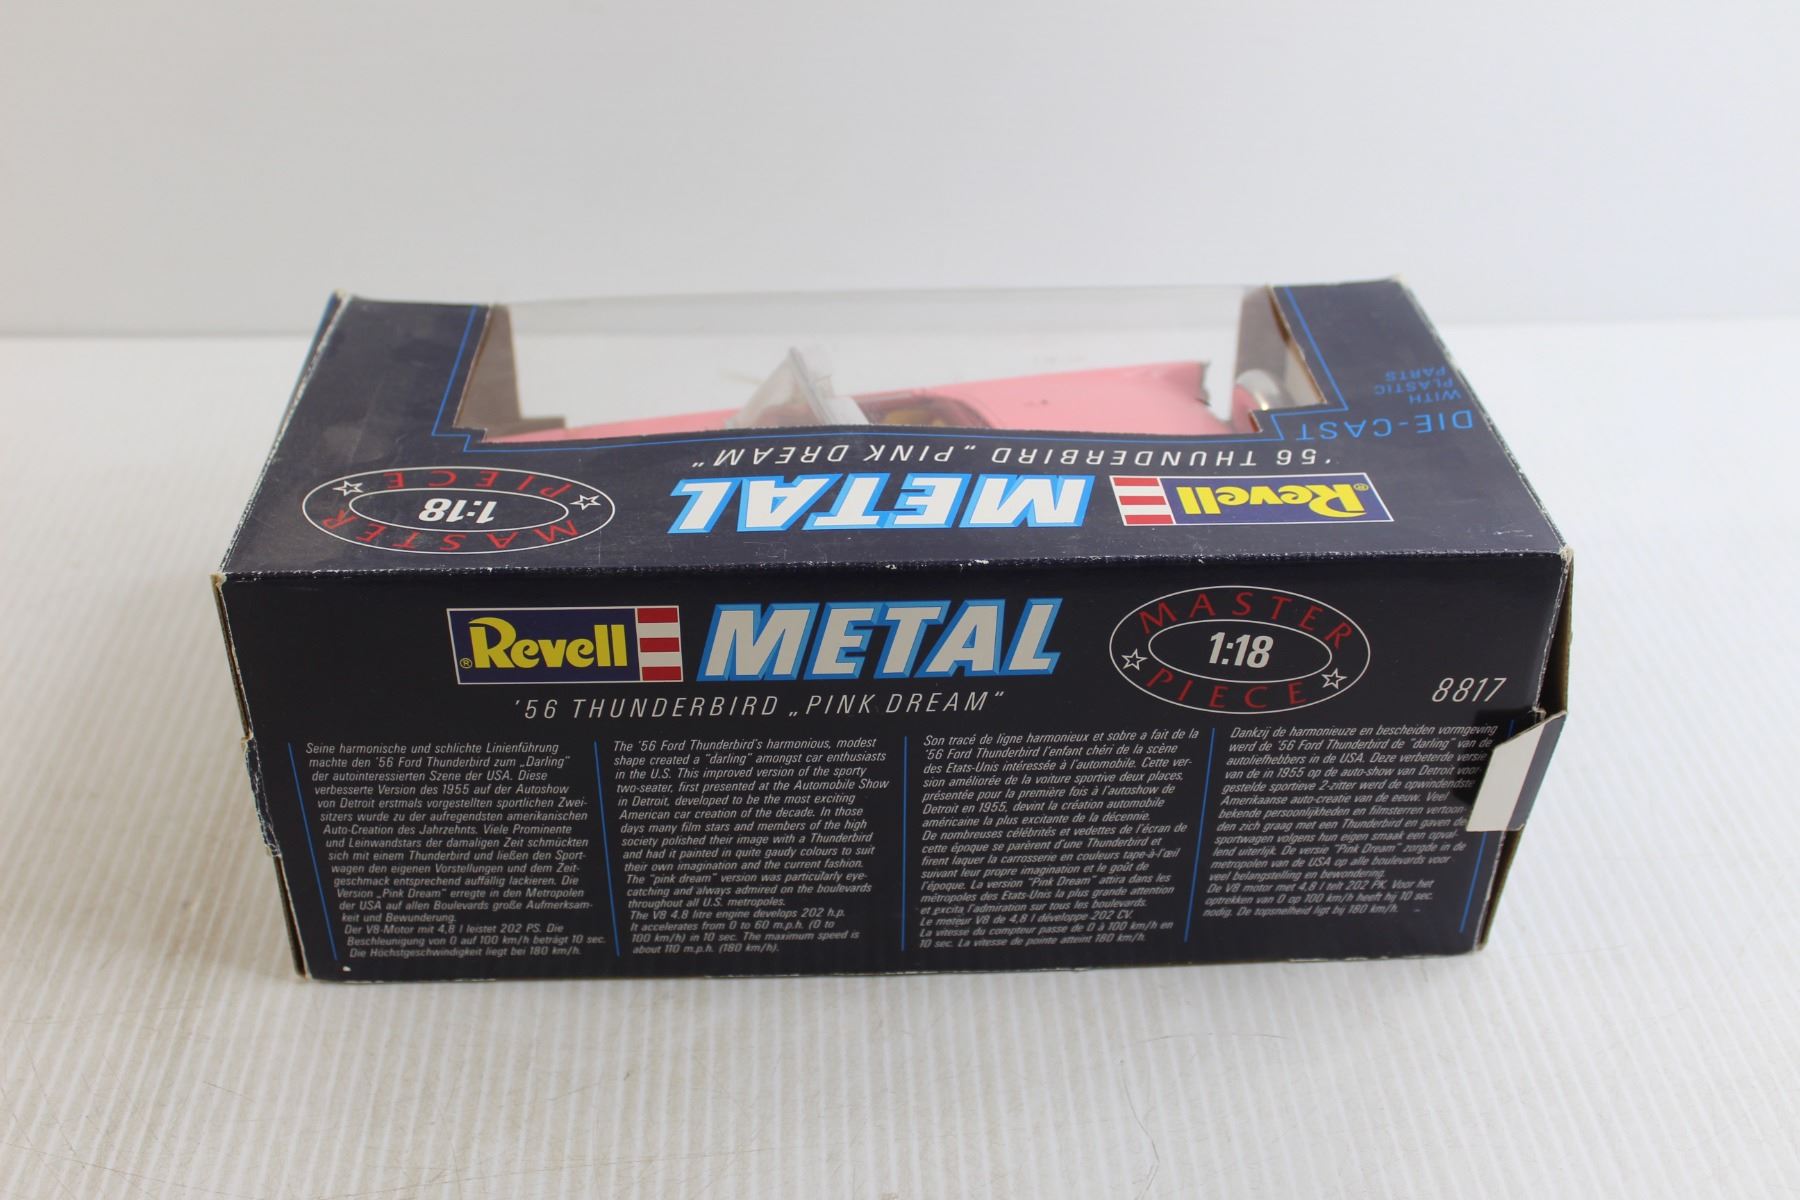 DIE-CAST
WITH
PLASTIC
PARTS
'56 THUNDERBIRD „PINK DREAM"
Revell®
METAL
MASTER
1:18
PIECE
®Revell
METAL
MASTER
1:18
PIECE
8817
'56 THUNDERBIRD „PINK DREAM"
Seine harmonische und schlichte Linienführung
machte den '56 Ford Thunderbird zum „Darling"
der autointeressierten Szene der USA. Diese
verbesserte Version des 1955 auf der Autoshow
von Detroit erstmals vorgestellten sportlichen Zwei-
sitzers wurde zu der aufregendsten amerikanischen
Auto-Creation des Jahrzehnts. Viele Prominente
und Leinwandstars der damaligen Zeit schmückten
sich mit einem Thunderbird und ließen den Sport-
wagen den eigenen Vorstellungen und dem Zeit-
geschmack entsprechend auffällig lackieren. Die
Version „Pink Dream" erregte in den Metropolen
der USA auf allen Boulevards große Aufmerksam-
keit und Bewunderung.
Der V8-Motor mit 4,8 l leistet 202 PS. Die
Beschleunigung von 0 auf 100 km/h beträgt 10 sec.
Die Höchstgeschwindigkeit liegt bei 180 km/h.
The '56 Ford Thunderbird's harmonious, modest
shape created a "darling" amongst car enthusiasts
in the U.S. This improved version of the sporty
two-seater, first presented at the Automobile Show
in Detroit, developed to be the most exciting
American car creation of the decade. In those
days many film stars and members of the high
society polished their image with a Thunderbird
and had it painted in quite gaudy colours to suit
their own imagination and the current fashion.
The "pink dream" version was particularly eye-
catching and always admired on the boulevards
throughout all U.S. metropoles.
The V8 4.8 litre engine develops 202 h.p.
It accelerates from 0 to 60 m.p.h. (0 to
100 km/h) in 10 sec. The maximum speed is
about 110 m.p.h. (180 km/h).
Son tracé de ligne harmonieux et sobre a fait de la
'56 Ford Thunderbird l'enfant chéri de la scène
des Etats-Unis intéressée à l'automobile. Cette ver-
sion améliorée de la voiture sportive deux places,
présentée pour la première fois à l'autoshow de
Detroit en 1955, devint la création automobile
américaine la plus excitante de la décennie.
De nombreuses célébrités et vedettes de l'écran de
cette époque se parèrent d'une Thunderbird et
firent laquer la carrosserie en couleurs tape-à-l'œil
suivant leur propre imagination et le goût de
l'époque. La version "Pink Dream" attira dans les
métropoles des Etats-Unis la plus grande attention
et excita l'admiration sur tous les boulevards.
Le moteur V8 de 4,8 l développe 202 CV.
La vitesse du compteur passe de 0 à 100 km/h en
10 sec. La vitesse de pointe atteint 180 km/h.
Dankzij de harmonieuze en bescheiden vormgeving
werd de '56 Ford Thunderbird de "darling" van de
autoliefhebbers in de USA. Deze verbeterde versie
van de in 1955 op de auto-show van Detroit voor-
gestelde sportieve 2-zitter werd de opwindendste
Amerikaanse auto-creatie van de eeuw. Veel
bekende persoonlijkheden en filmsterren vertoon-
den zich graag met een Thunderbird en gaven de
sportwagen volgens hun eigen smaak een opval-
lend uiterlijk. De versie "Pink Dream" zorgde in de
metropolen van de USA op alle boulevards voor
veel belangstelling en bewondering.
De V8 motor met 4,8 l telt 202 PK. Voor het
optrekken van 0 op 100 km/h heeft hij 10 sec.
nodig. De topsnelheid ligt bij 180 km/h.